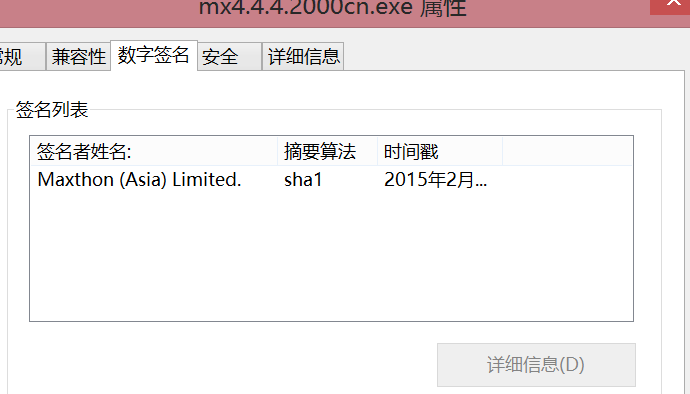 mx4.4.4.2000cn.exe 属性
常规 兼容性 数字签名 安全 详细信息
签名列表
签名者姓名: 摘要算法 时间戳
Maxthon (Asia) Limited. sha1 2015年2月...
详细信息(D)